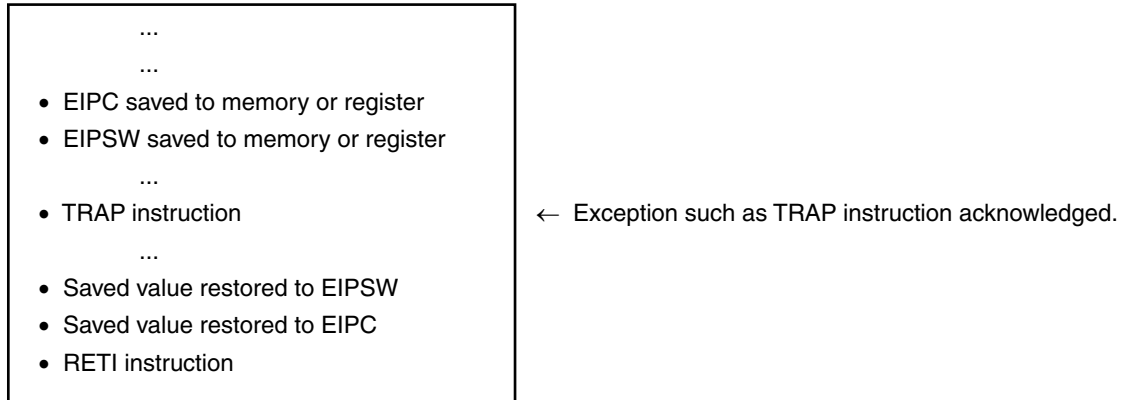 ...
...
• EIPC saved to memory or register
• EIPSW saved to memory or register
...
• TRAP instruction ← Exception such as TRAP instruction acknowledged.
...
• Saved value restored to EIPSW
• Saved value restored to EIPC
• RETI instruction